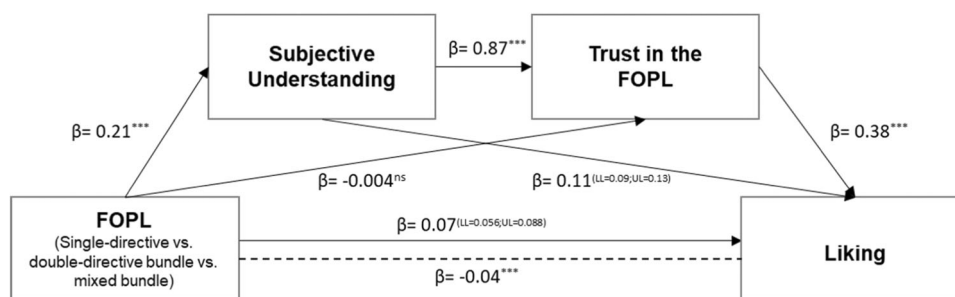 Subjective
Understanding
β= 0.87***
Trust in the
FOPL
β= 0.21***
β= 0.38***
β= -0.004ns
β= 0.11(LL=0.09;UL=0.13)
FOPL
(Single-directive vs.
double-directive bundle vs.
mixed bundle)
β= 0.07(LL=0.056;UL=0.088)
β= -0.04***
Liking